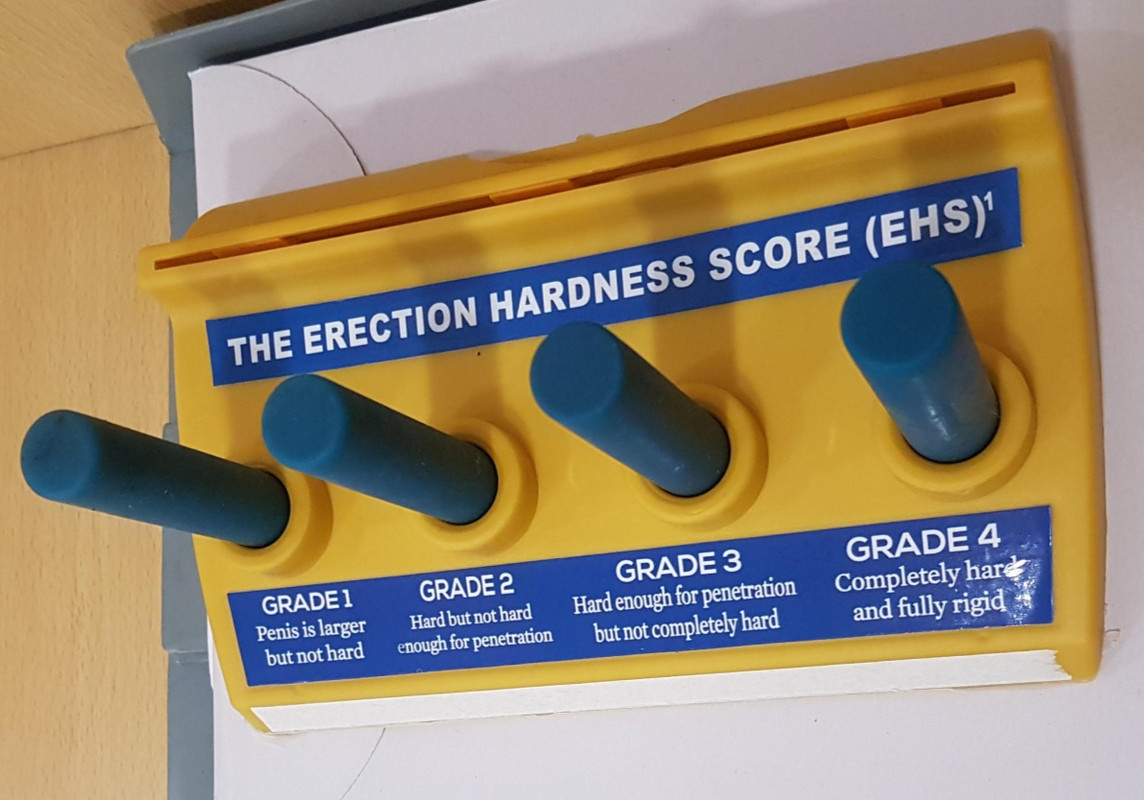 THE ERECTION HARDNESS SCORE (EHS)¹
GRADE 1
Penis is larger
but not hard
GRADE 2
Hard but not hard
enough for penetration
GRADE 3
Hard enough for penetration
but not completely hard
GRADE 4
Completely hard
and fully rigid